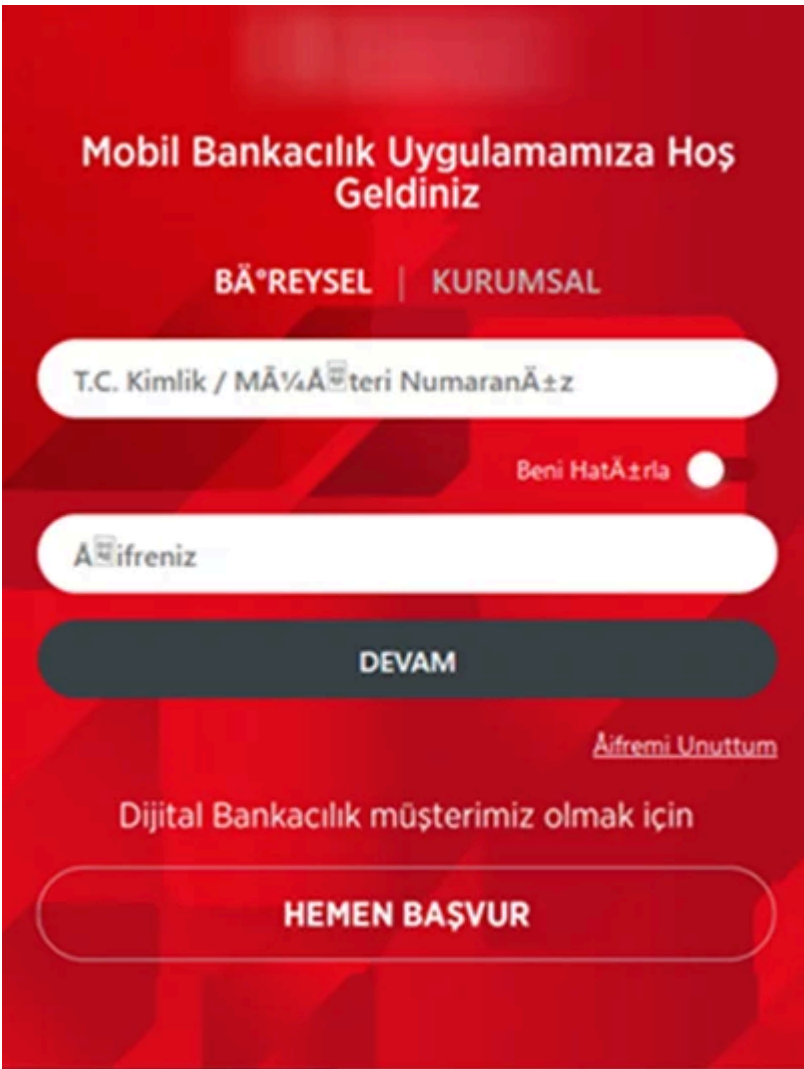 Mobil Bankacılık Uygulamamıza Hoş
Geldiniz
BÄ°REYSEL | KURUMSAL
T.C. Kimlik / MÃ¼ÅŸteri NumaranÄ±z
Beni HatÄ±rla
Åifreniz
DEVAM
Åifremi Unuttum
Dijital Bankacılık müşterimiz olmak için
HEMEN BAŞVUR